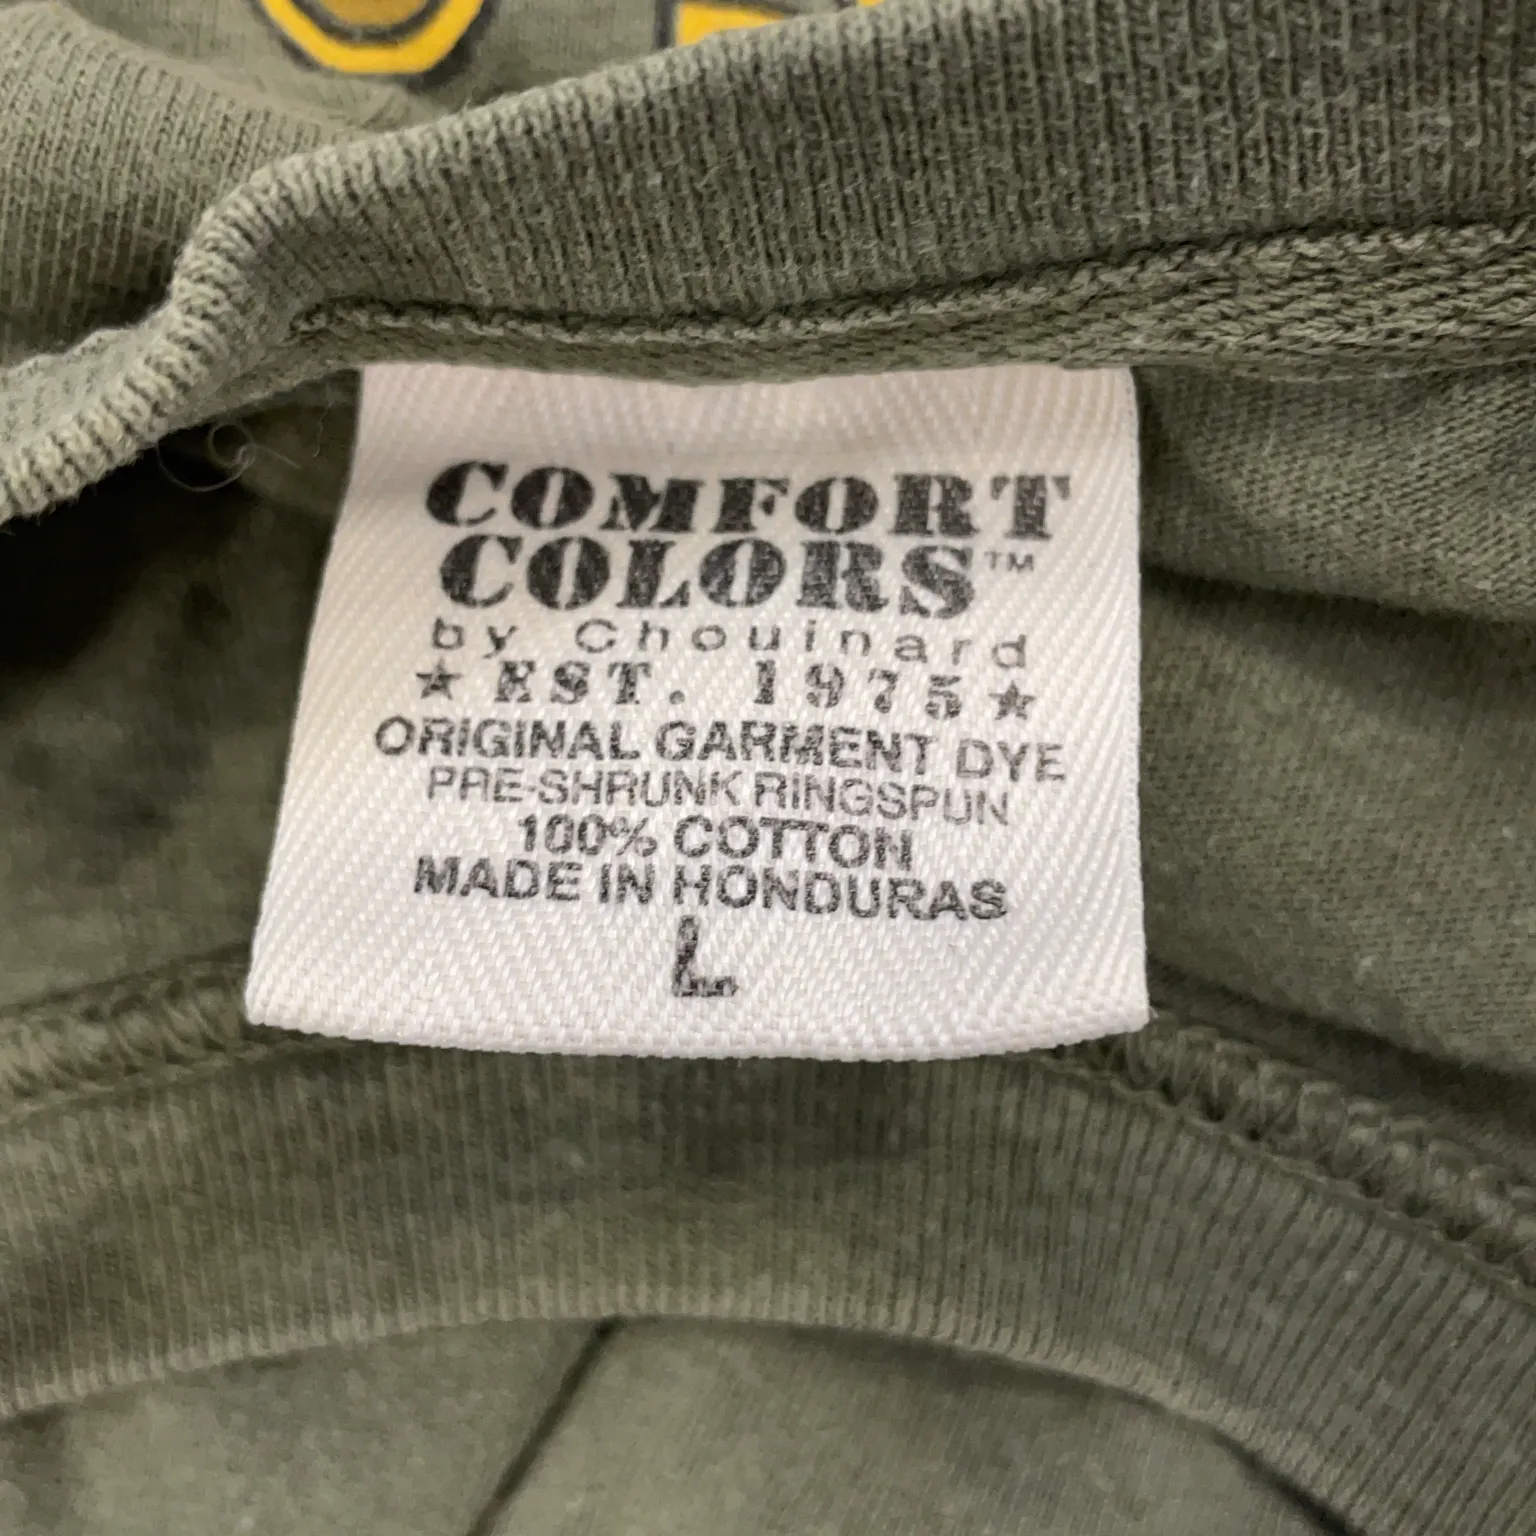 COMFORT
COLORS™
by Chouinard
★ EST. 1975 ★
ORIGINAL GARMENT DYE
PRE-SHRUNK RINGSPUN
100% COTTON
MADE IN HONDURAS
L